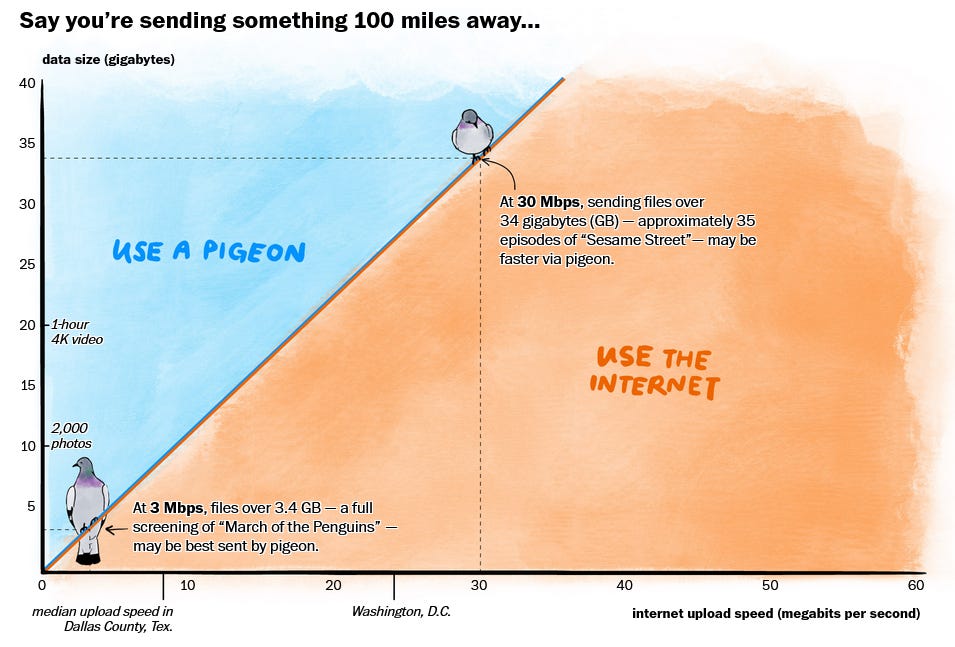 Say you’re sending something 100 miles away...
data size (gigabytes)
40
35
30
25
20
15
10
5
0
1-hour
4K video
2,000
photos
USE A PIGEON
At 30 Mbps, sending files over
34 gigabytes (GB) — approximately 35
episodes of “Sesame Street”— may be
faster via pigeon.
USE THE
INTERNET
At 3 Mbps, files over 3.4 GB — a full
screening of “March of the Penguins” —
may be best sent by pigeon.
10
20
30
40
50
60
median upload speed in
Dallas County, Tex.
Washington, D.C.
internet upload speed (megabits per second)